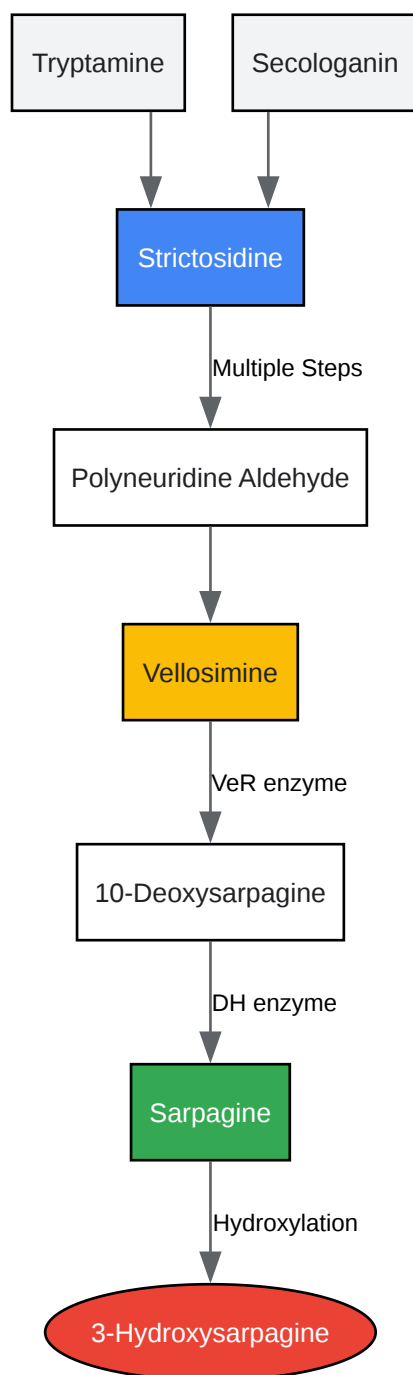 Tryptamine
Secologanin
Strictosidine
Multiple Steps
Polyneuridine Aldehyde
Vellosimine
VeR enzyme
10-Deoxysarpagine
DH enzyme
Sarpagine
Hydroxylation
3-Hydroxysarpagine